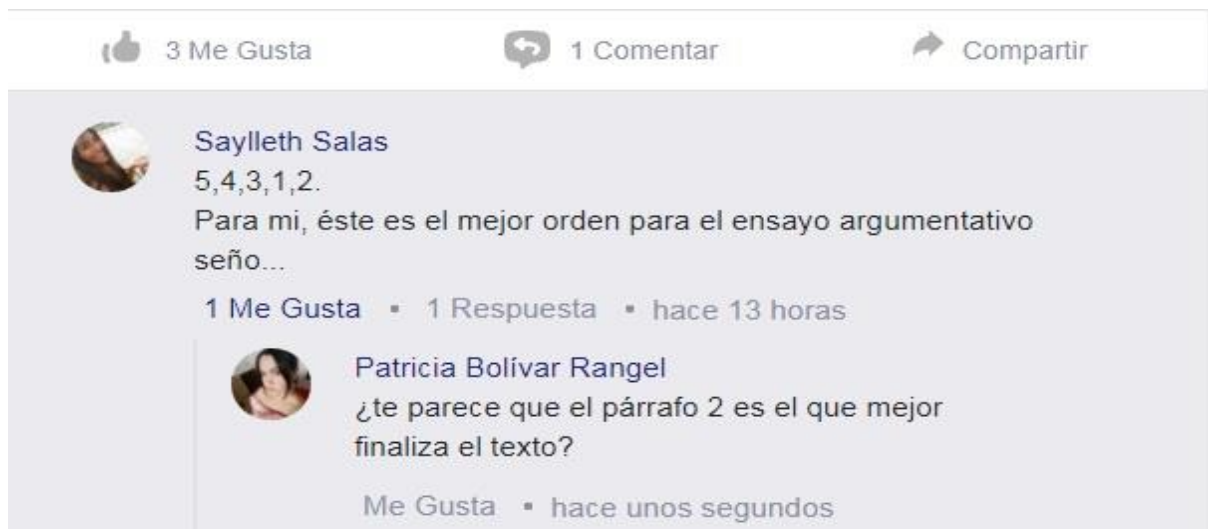 3 Me Gusta 1 Comentar Compartir
Saylleth Salas
5,4,3,1,2.
Para mi, éste es el mejor orden para el ensayo argumentativo
seño...
1 Me Gusta • 1 Respuesta • hace 13 horas
Patricia Bolívar Rangel
¿te parece que el párrafo 2 es el que mejor
finaliza el texto?
Me Gusta • hace unos segundos